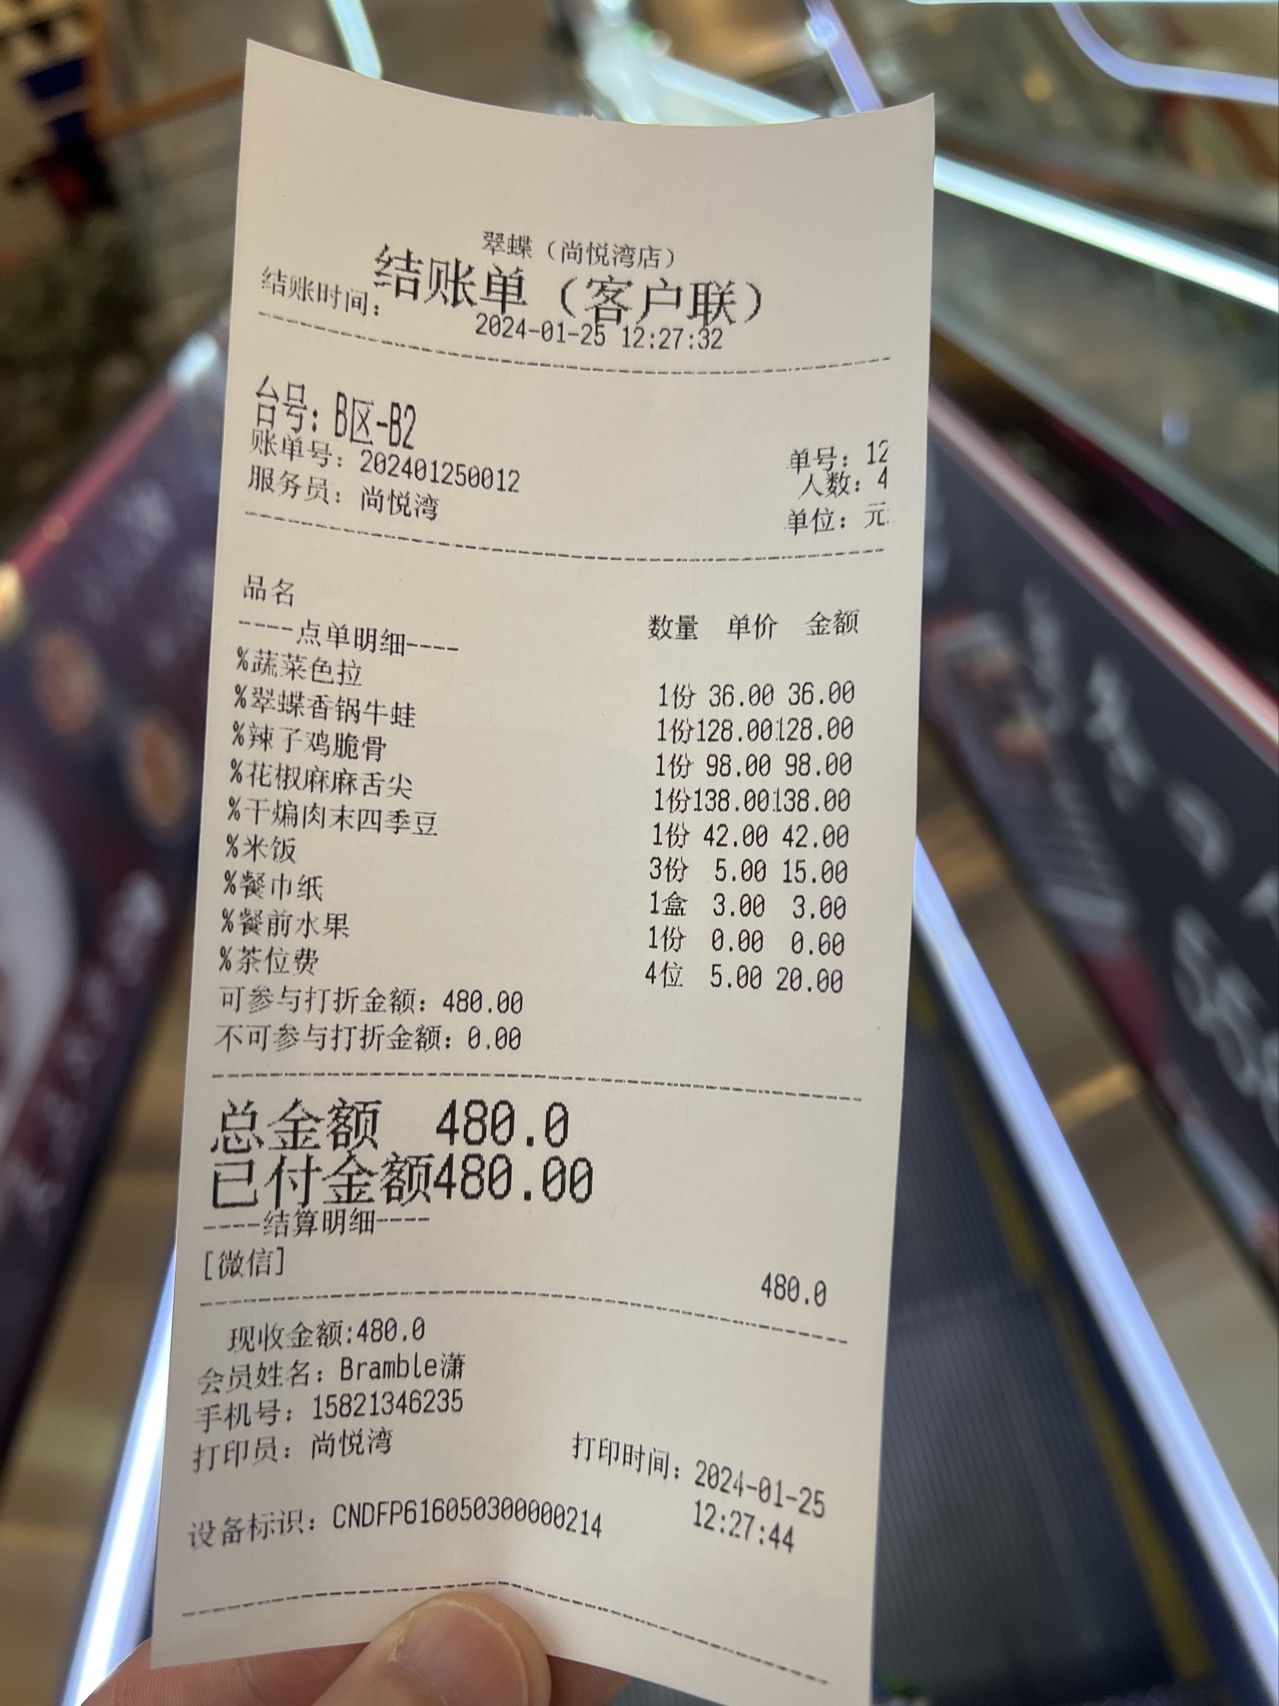 翠蝶（尚悦湾店）
结账单（客户联）
结账时间：
2024-01-25 12:27:32
台号：B区-B2
账单号：202401250012 单号：12
服务员：尚悦湾 人数：4
单位：元
品名 数量 单价 金额
----点单明细----
%蔬菜色拉 1份 36.00 36.00
%翠蝶香锅牛蛙 1份128.00128.00
%辣子鸡脆骨 1份 98.00 98.00
%花椒麻麻舌尖 1份138.00138.00
%干煸肉末四季豆 1份 42.00 42.00
%米饭 3份 5.00 15.00
%餐巾纸 1盒 3.00 3.00
%餐前水果 1份 0.00 0.00
%茶位费 4位 5.00 20.00
可参与打折金额：480.00
不可参与打折金额：0.00
总金额 480.0
已付金额480.00
----结算明细----
[微信] 480.0
现收金额:480.0
会员姓名：Bramble潇
手机号：15821346235
打印员：尚悦湾 打印时间：2024-01-25
12:27:44
设备标识：CNDFP616050300000214